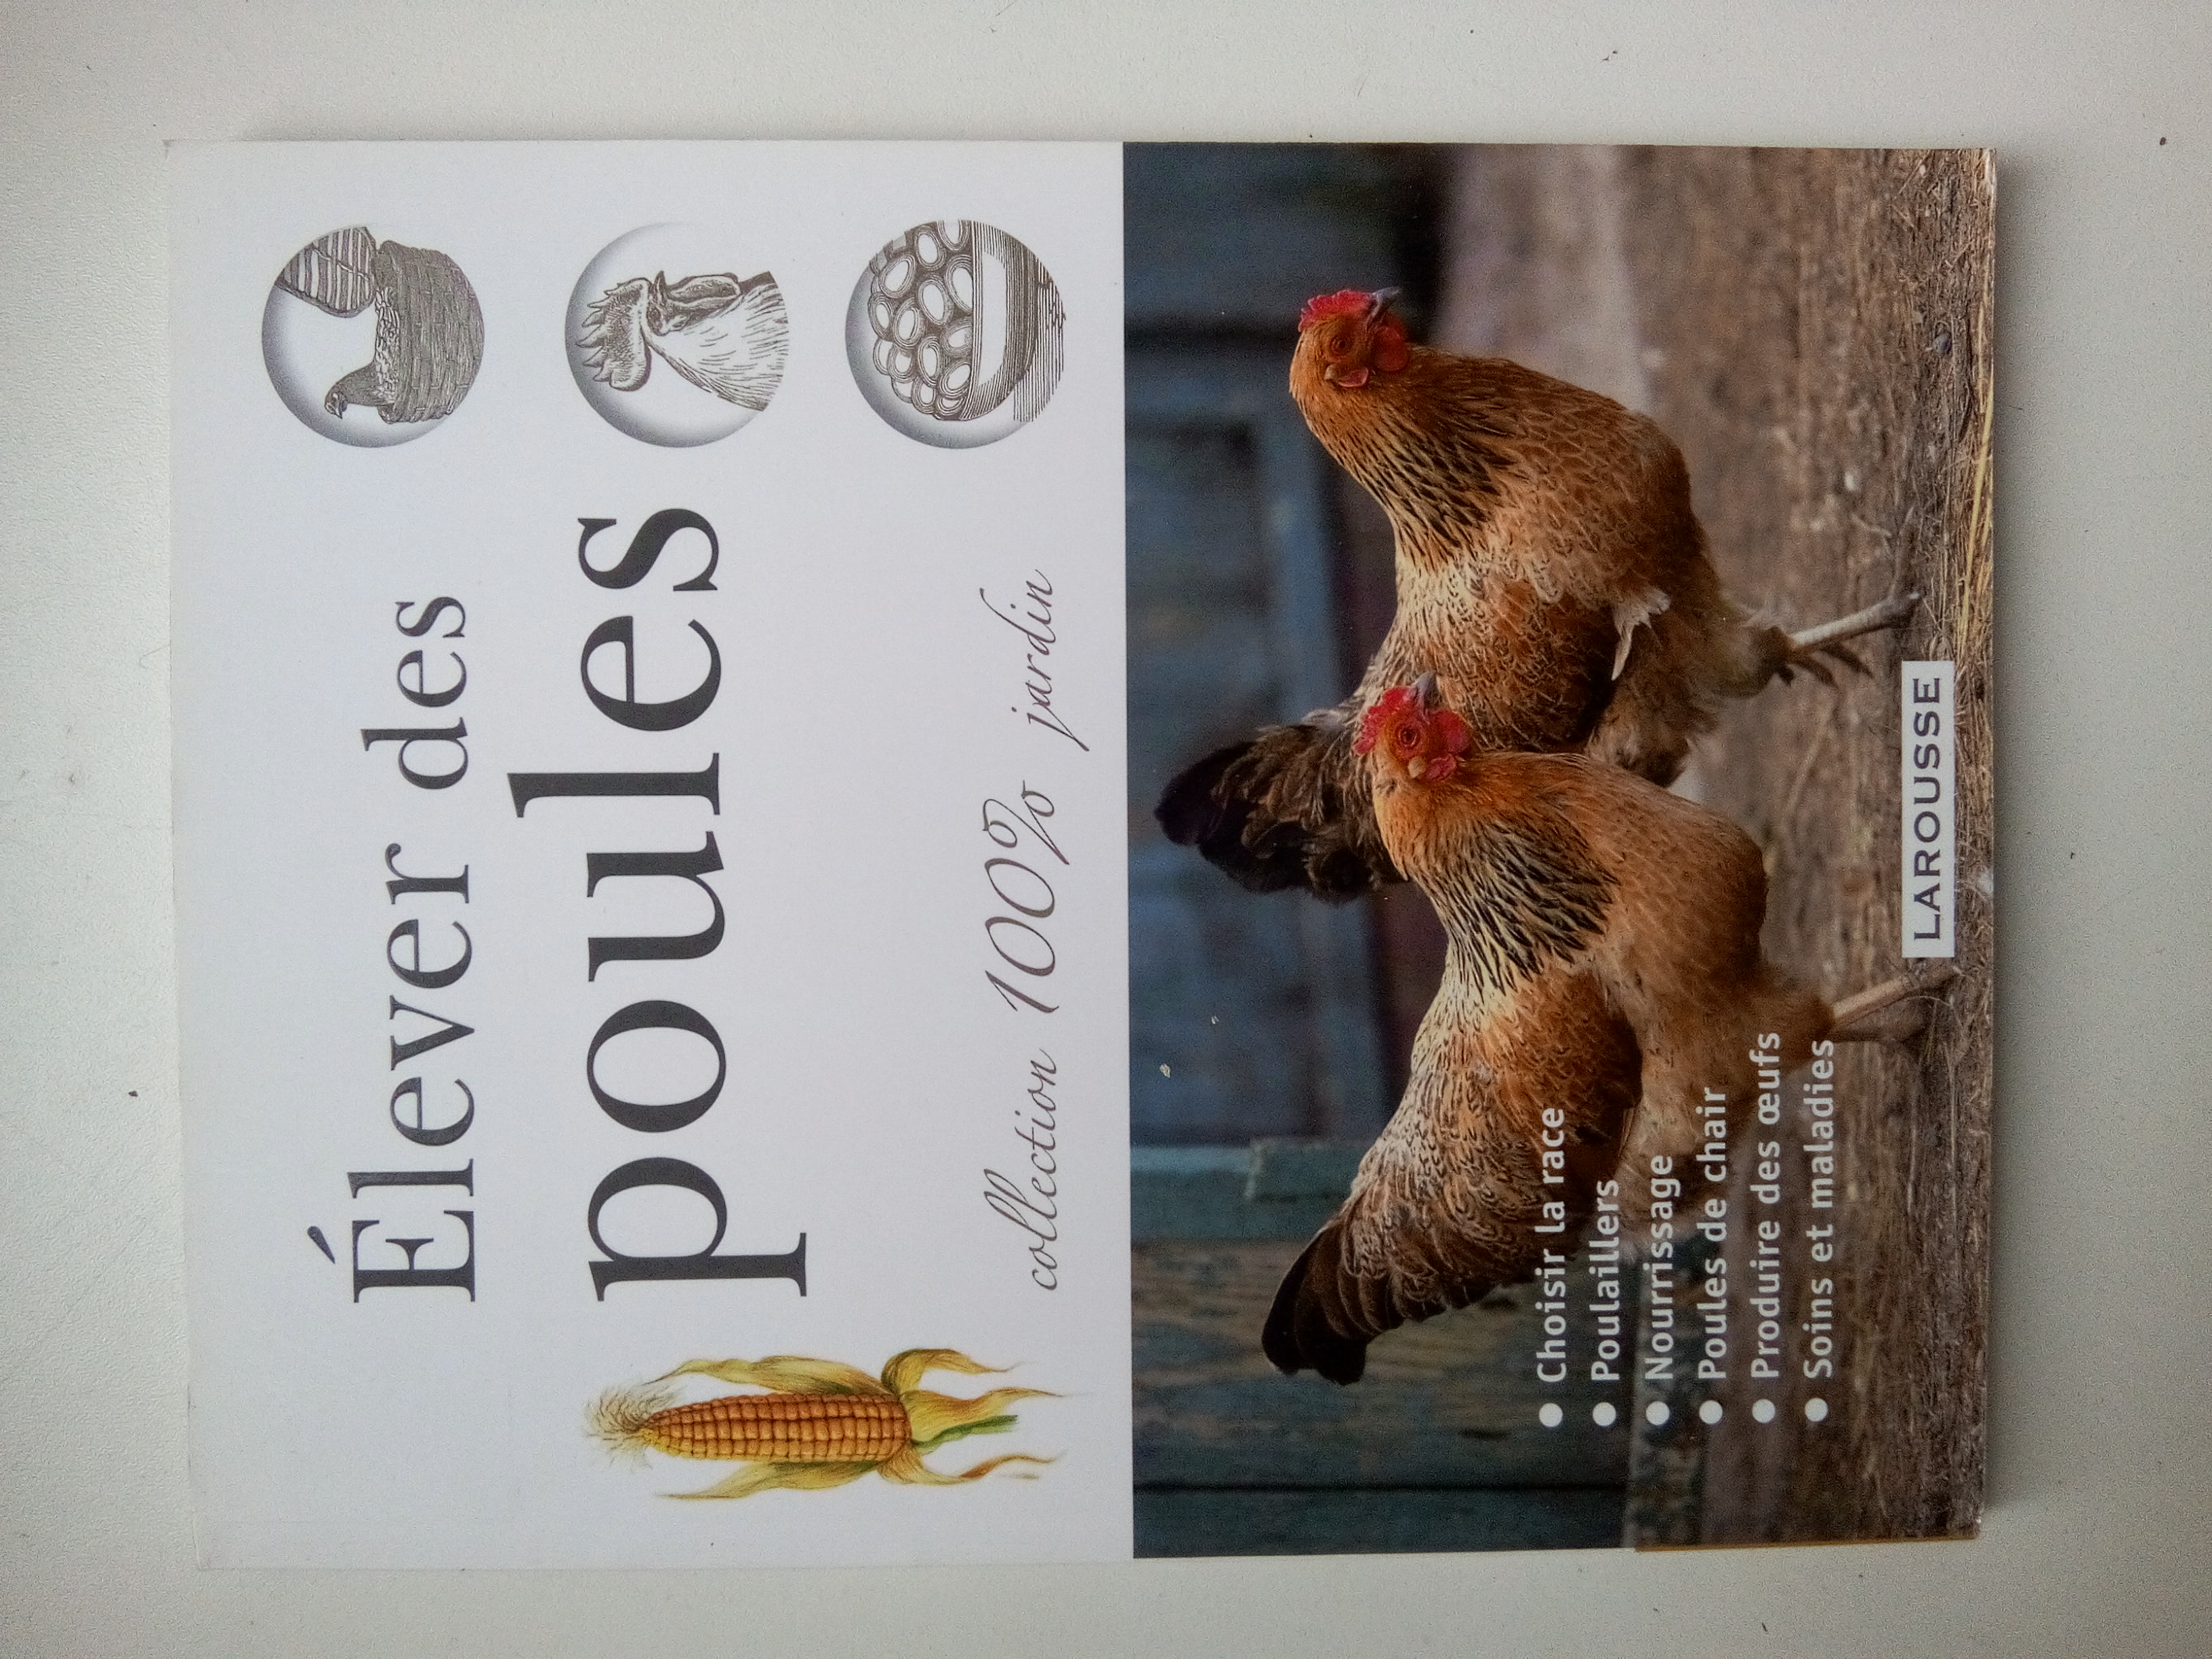 Élever des
poules
collection 100% jardin
● Choisir la race
● Poulaillers
● Nourrissage
● Poules de chair
● Produire des œufs
● Soins et maladies
LAROUSSE